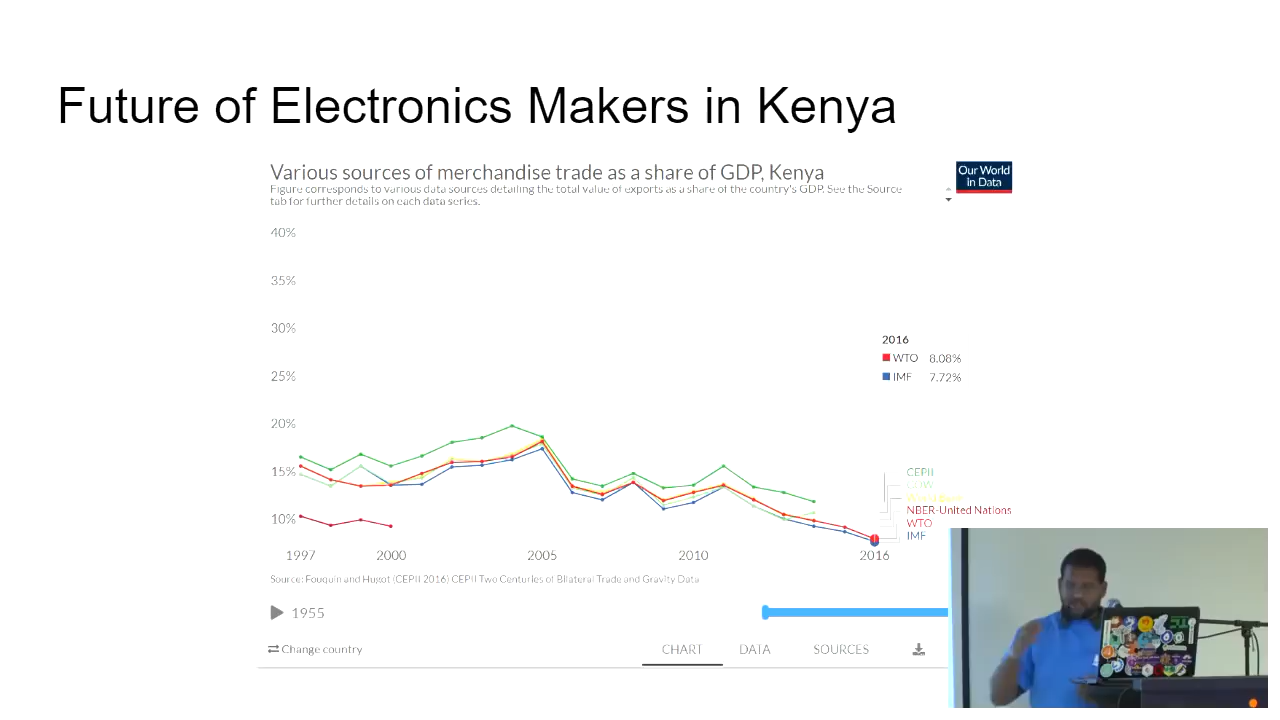 Future of Electronics Makers in Kenya
Various sources of merchandise trade as a share of GDP, Kenya
Figure corresponds to various data sources detailing the total value of exports as a share of the country's GDP. See the Source
tab for further details on each data series.
Our World
in Data
40%
35%
30%
25%
20%
15%
10%
2016
WTO 8.08%
IMF 7.72%
CEPII
COW
World Bank
NBER-United Nations
WTO
IMF
1997 2000 2005 2010 2016
Source: Fouquin and Hugot (CEPII 2016) CEPII Two Centuries of Bilateral Trade and Gravity Data
1955
Change country
CHART DATA SOURCES